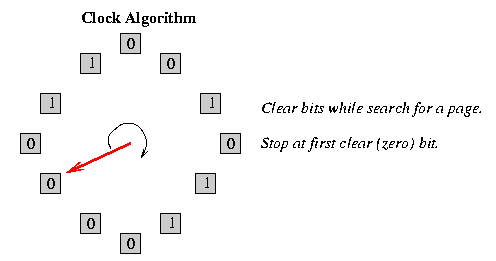 Clock Algorithm
0
1 0
1 1
Clear bits while search for a page.
0 0
Stop at first clear (zero) bit.
0 1
0 1
0